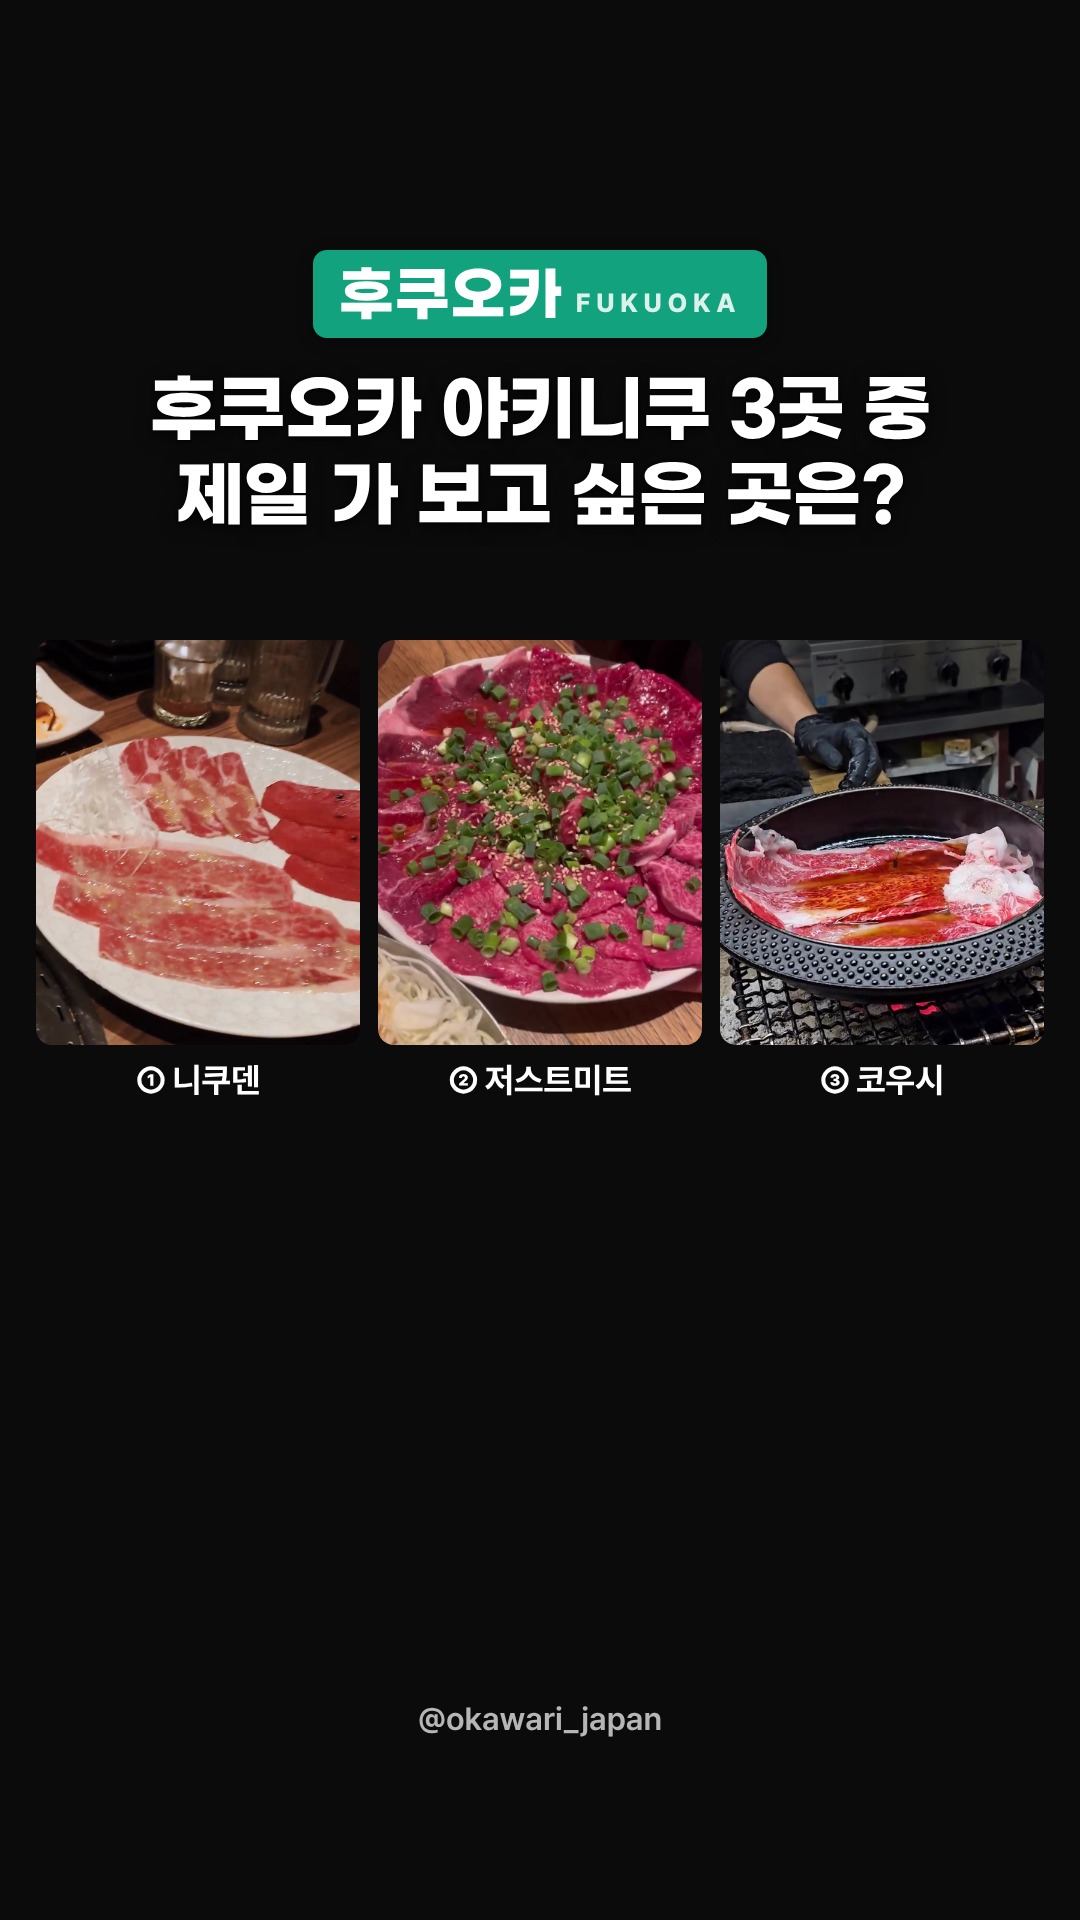 후쿠오카 FUKUOKA
후쿠오카 야키니쿠 3곳 중
제일 가 보고 싶은 곳은?
① 니쿠덴
② 저스트미트
③ 코우시
@okawari_japan